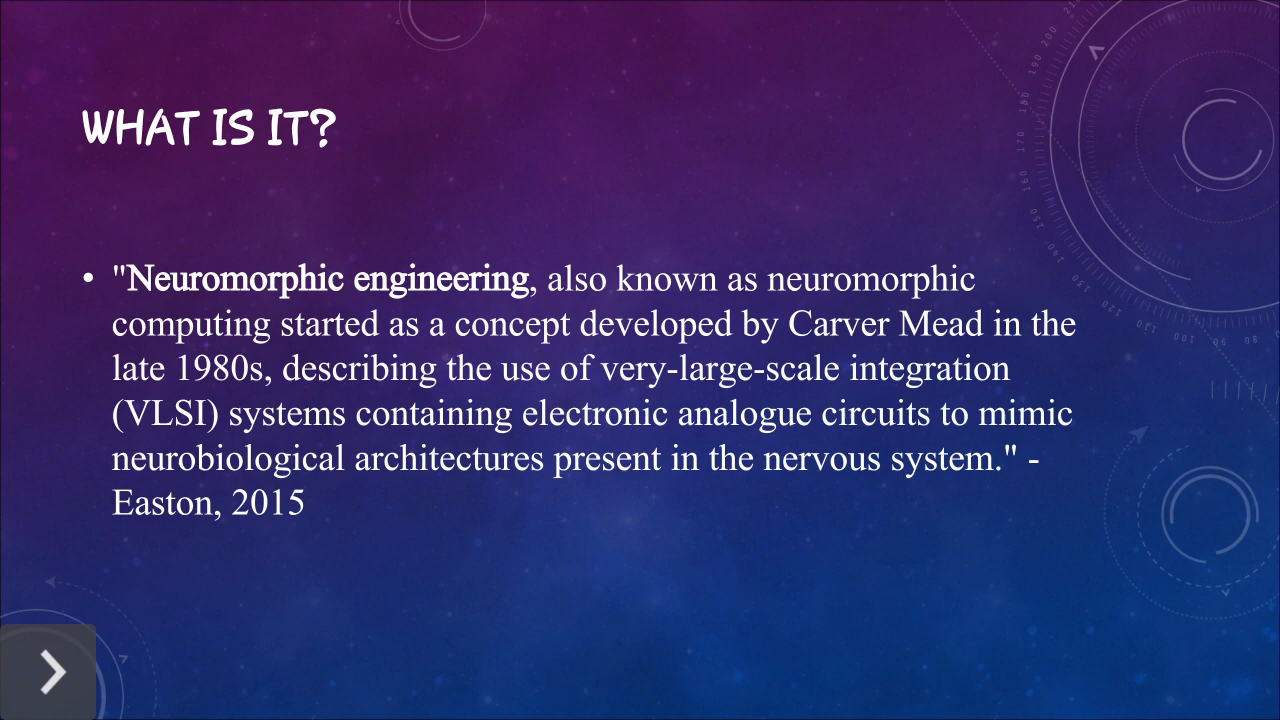 WHAT IS IT?
• "Neuromorphic engineering, also known as neuromorphic
computing started as a concept developed by Carver Mead in the
late 1980s, describing the use of very-large-scale integration
(VLSI) systems containing electronic analogue circuits to mimic
neurobiological architectures present in the nervous system." -
Easton, 2015